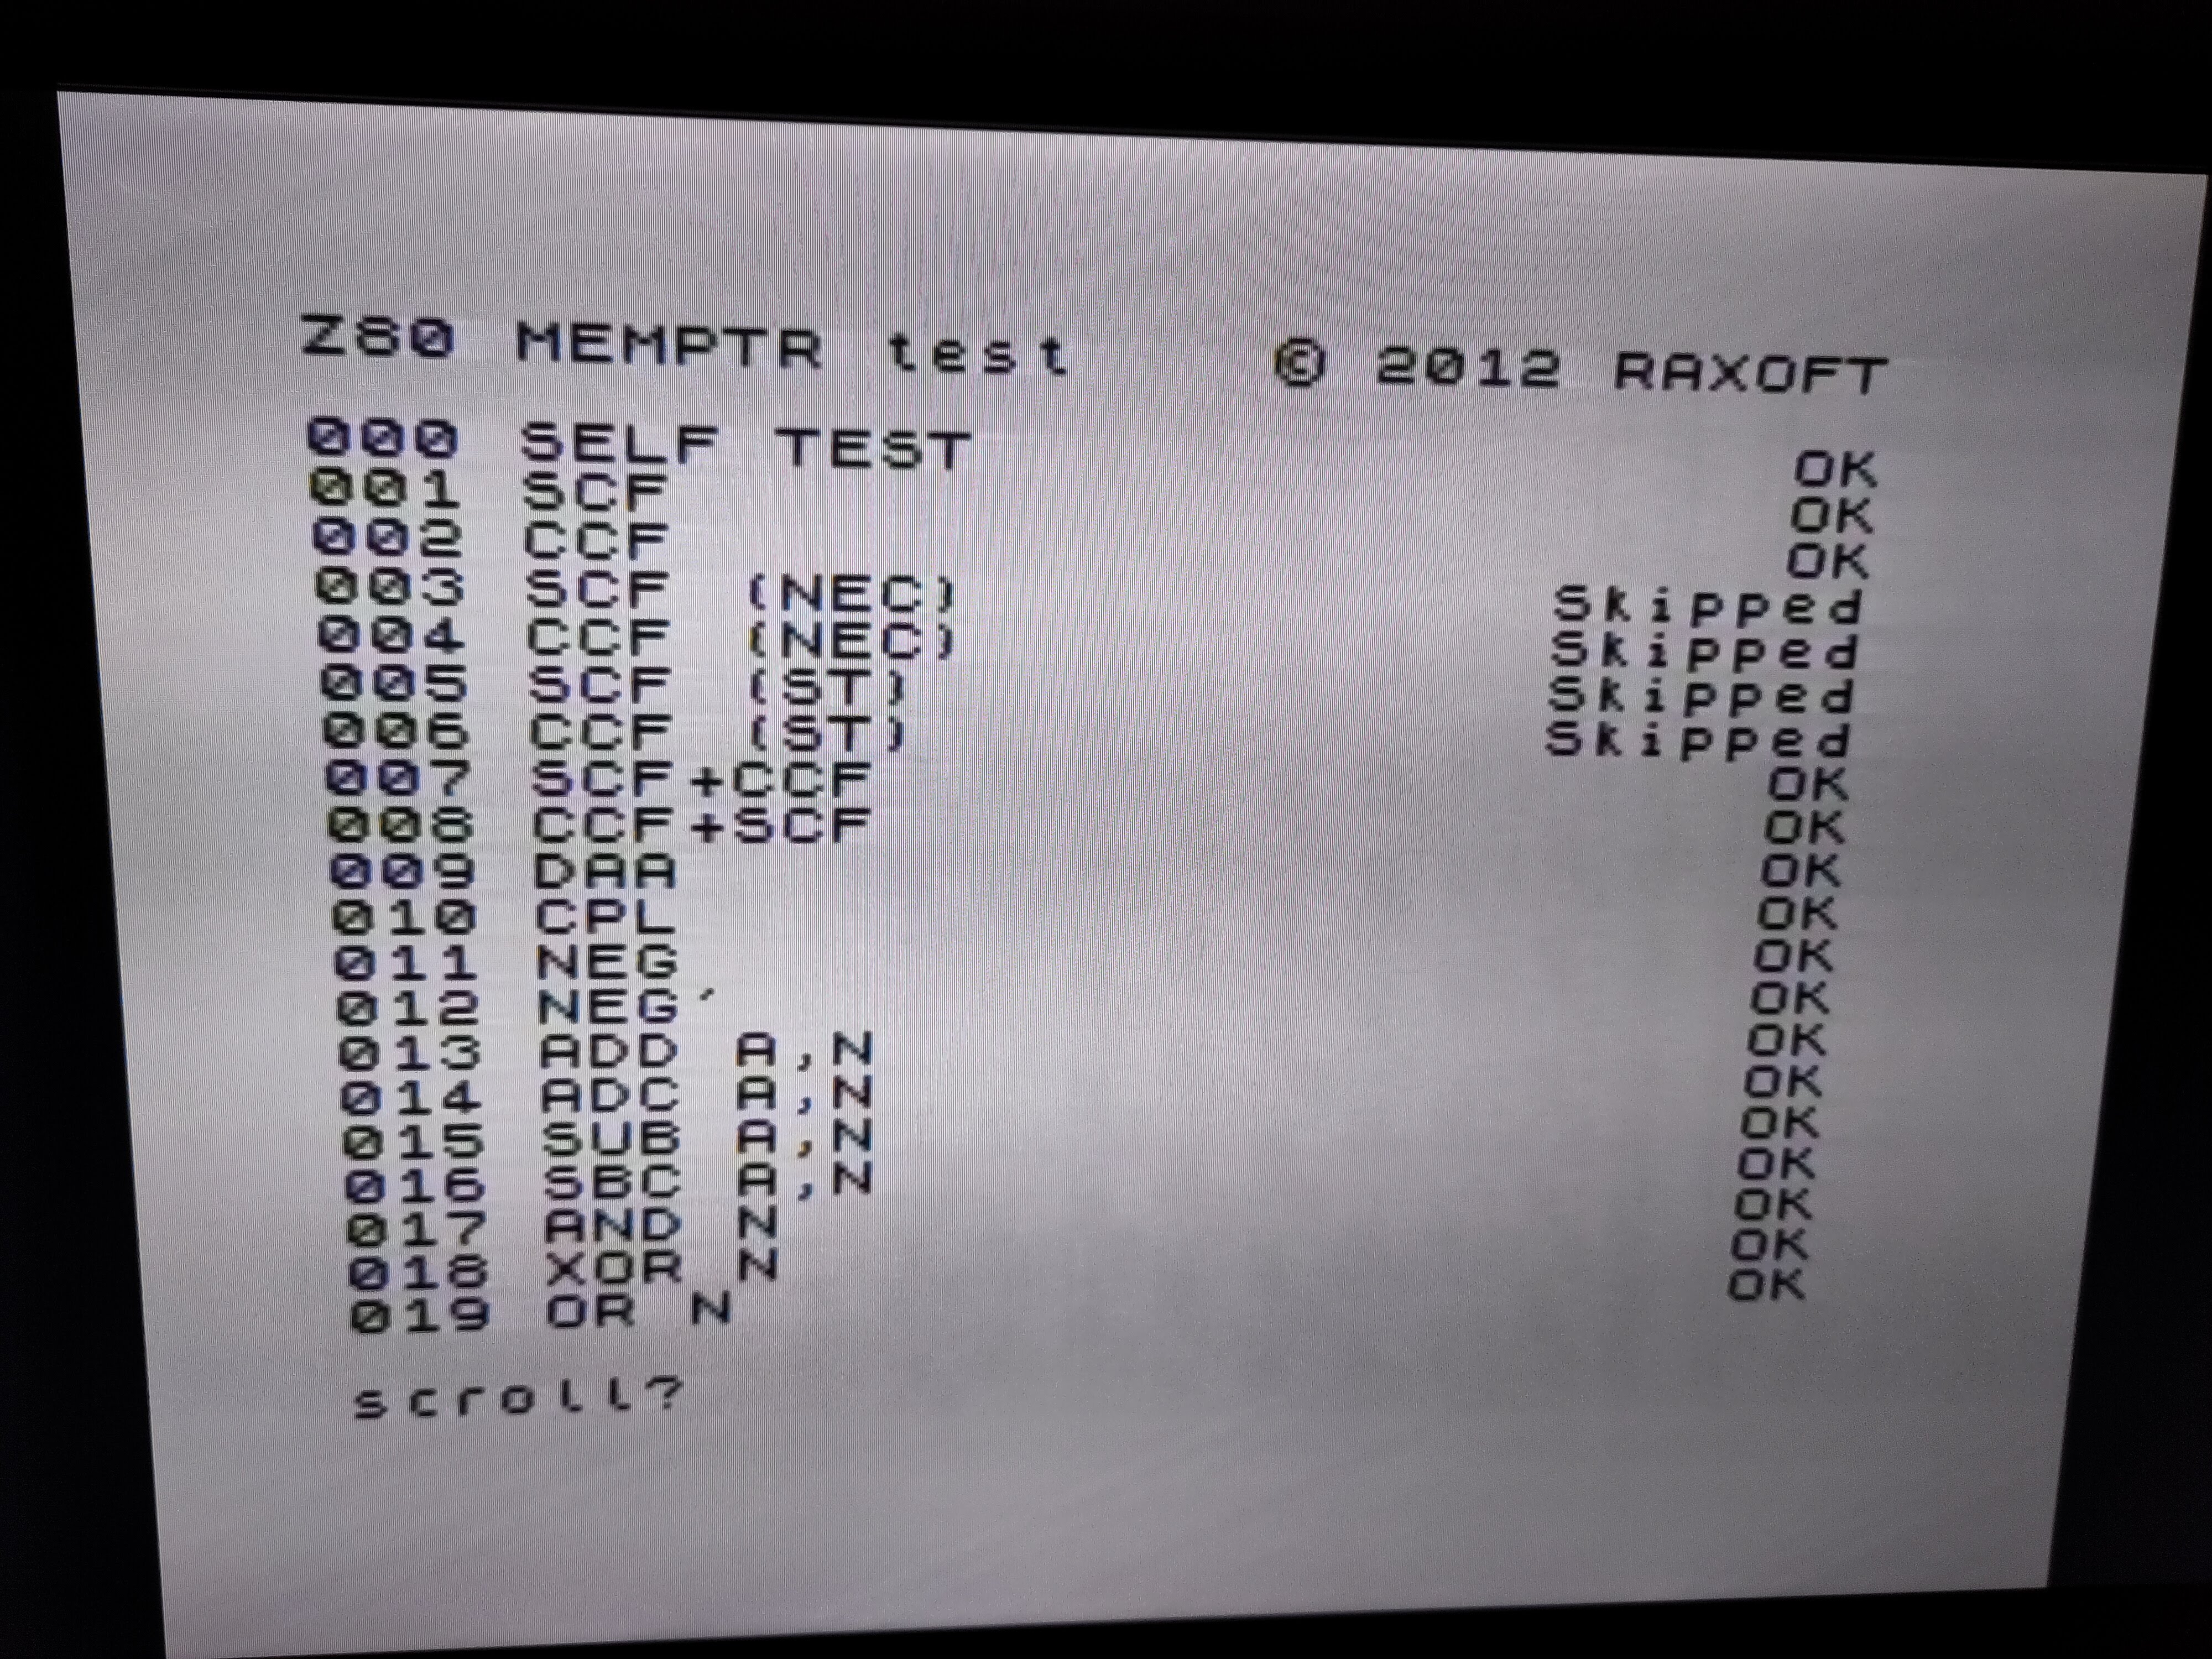 Z80 MEMPTR test © 2012 RAXOFT
000 SELF TEST OK
001 SCF OK
002 CCF OK
003 SCF (NEC) Skipped
004 CCF (NEC) Skipped
005 SCF (ST) Skipped
006 CCF (ST) Skipped
007 SCF+CCF OK
008 CCF+SCF OK
009 DAA OK
010 CPL OK
011 NEG OK
012 NEG' OK
013 ADD A,N OK
014 ADC A,N OK
015 SUB A,N OK
016 SBC A,N OK
017 AND N OK
018 XOR N OK
019 OR N OK
scroll?